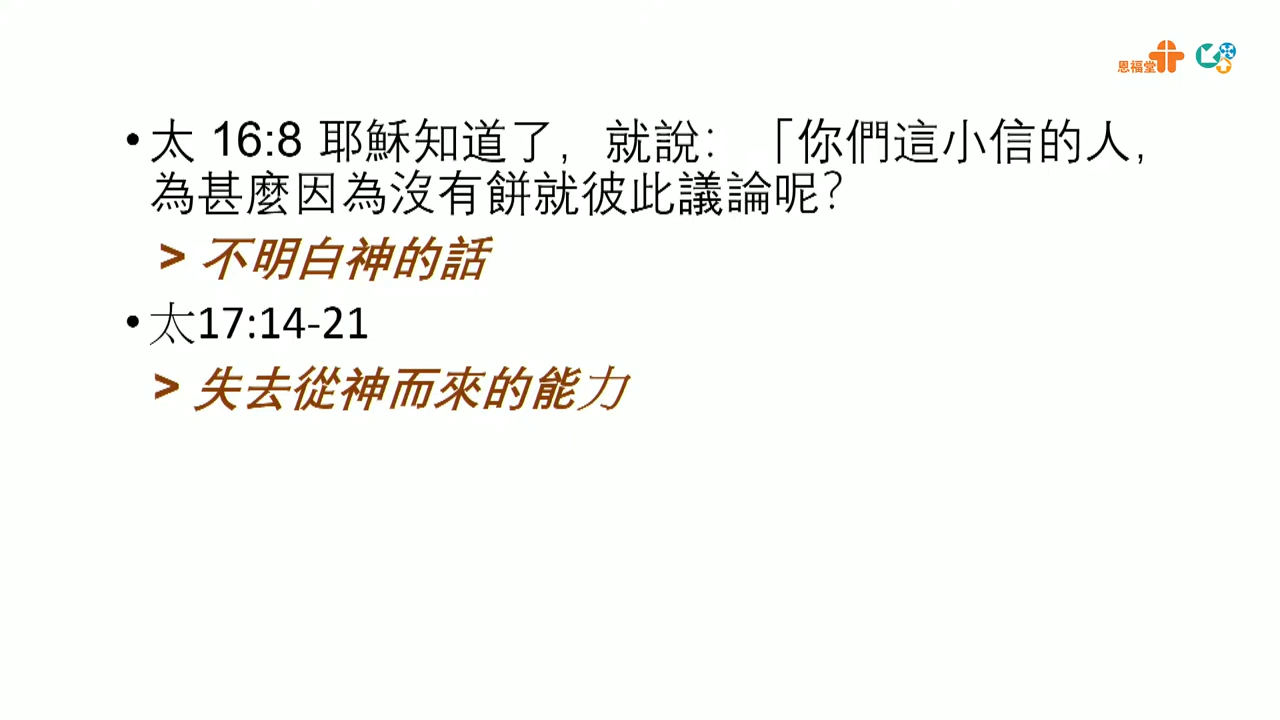 恩福堂
• 太 16:8 耶穌知道了，就說：「你們這小信的人，
為甚麼因為沒有餅就彼此議論呢？
> 不明白神的話
• 太17:14-21
> 失去從神而來的能力